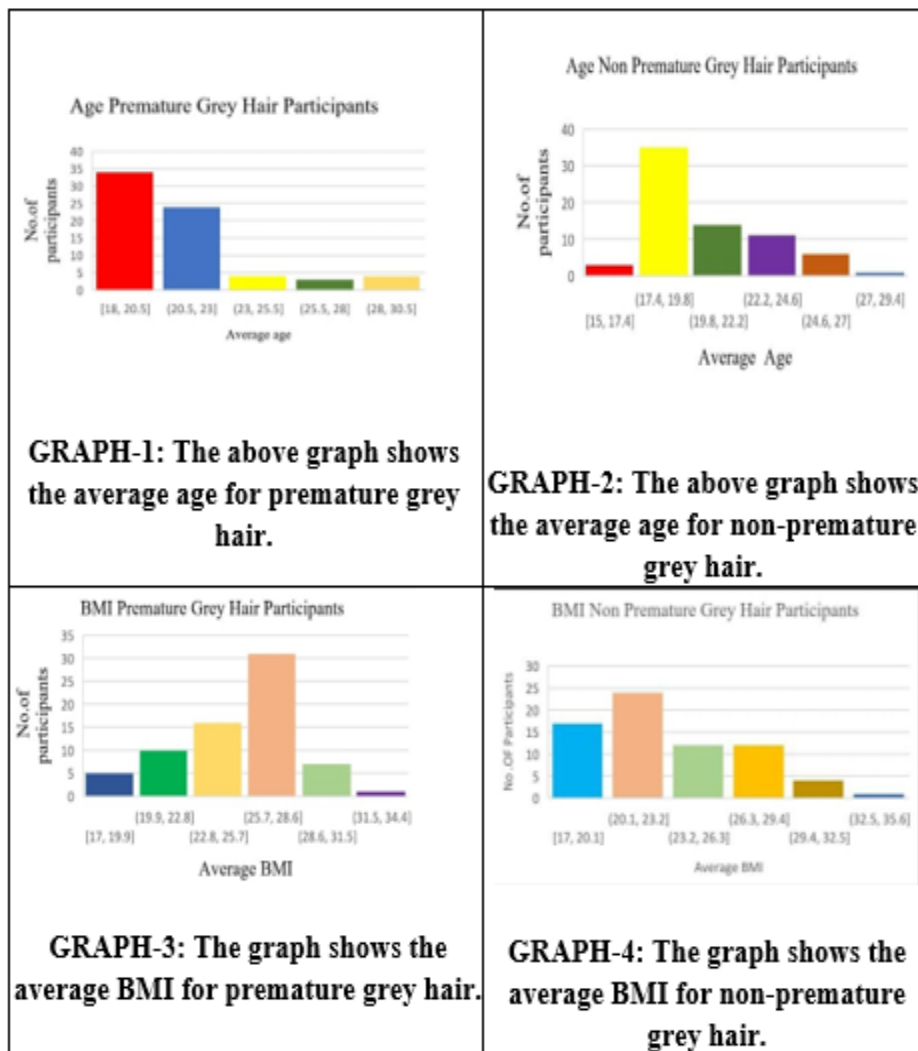 Age Premature Grey Hair Participants
No.of
participants
40
35
30
25
20
15
10
5
0
[18, 20.5] (20.5, 23] (23, 25.5] (25.5, 28] (28, 30.5]
Average age
GRAPH-1: The above graph shows
the average age for premature grey
hair.
Age Non Premature Grey Hair Participants
No.of
participants
40
30
20
10
0
(17.4, 19.8] (22.2, 24.6] (27, 29.4]
[15, 17.4] (19.8, 22.2] (24.6, 27]
Average Age
GRAPH-2: The above graph shows
the average age for non-premature
grey hair.
BMI Premature Grey Hair Participants
No.of
participants
35
30
25
20
15
10
5
0
(19.9, 22.8] (25.7, 28.6] (31.5, 34.4]
[17, 19.9] (22.8, 25.7] (28.6, 31.5]
Average BMI
GRAPH-3: The graph shows the
average BMI for premature grey hair.
BMI Non Premature Grey Hair Participants
No .OF Participants
30
25
20
15
10
5
0
(20.1, 23.2] (26.3, 29.4] (32.5, 35.6]
[17, 20.1] (23.2, 26.3] (29.4, 32.5]
Average BMI
GRAPH-4: The graph shows the
average BMI for non-premature
grey hair.